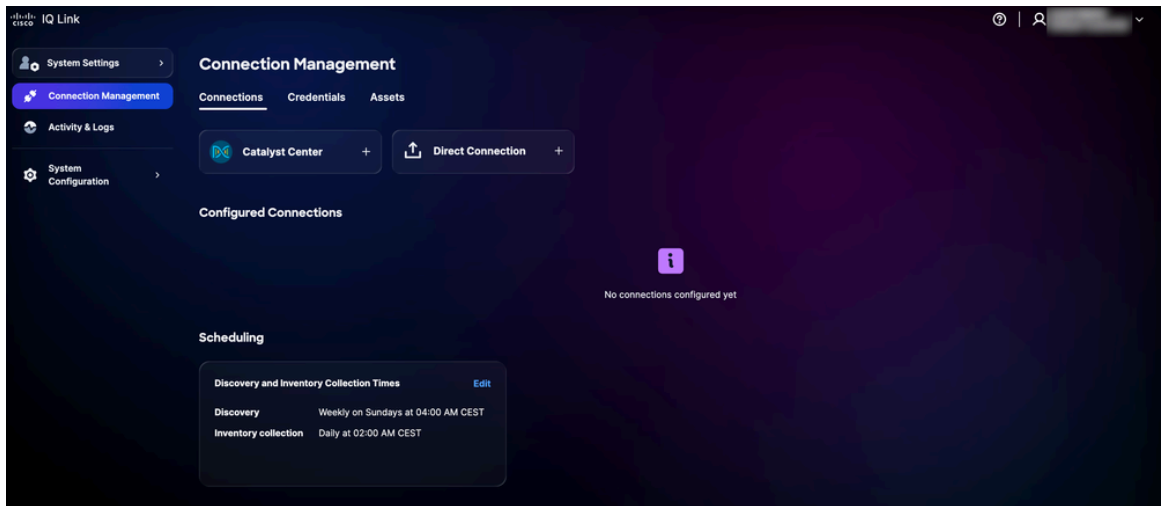 cisco IQ Link
System Settings
Connection Management
Activity & Logs
System
Configuration
Connection Management
Connections Credentials Assets
Catalyst Center + Direct Connection +
Configured Connections
i
No connections configured yet
Scheduling
Discovery and Inventory Collection Times Edit
Discovery Weekly on Sundays at 04:00 AM CEST
Inventory collection Daily at 02:00 AM CEST